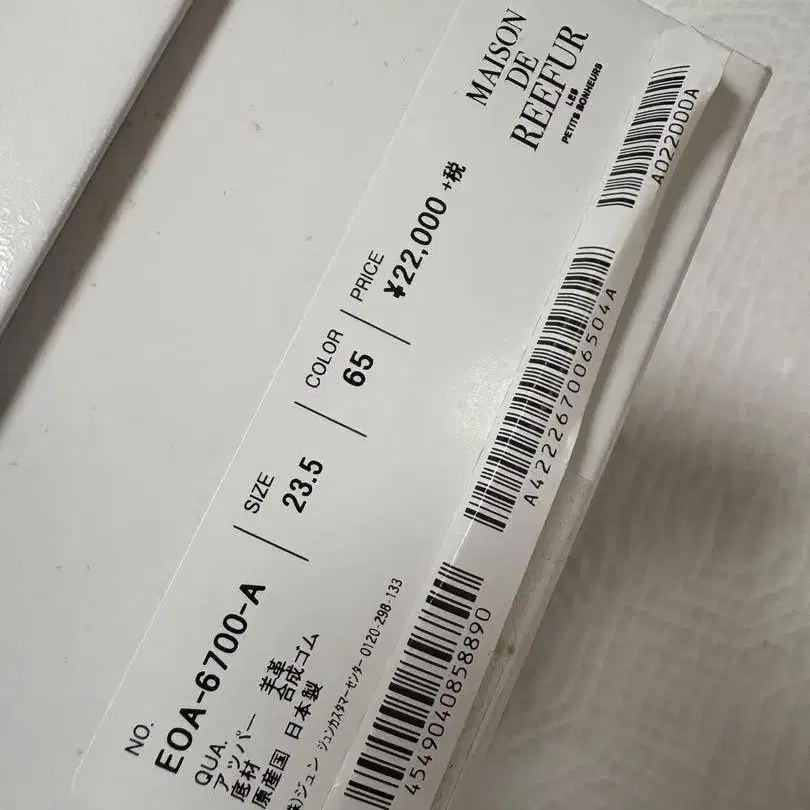 MAISON
DE
REEFUR
LES
PETITS BONHEURS
NO.
EOA-6700-A
SIZE
23.5
COLOR
65
PRICE
¥22,000 +税
QUA.
アッパー 羊革
底材 合成ゴム
原産国 日本製
㈱ジュン ジュンカスタマーセンター 0120-298-133
A022000A
A422267006504A
4549040858890